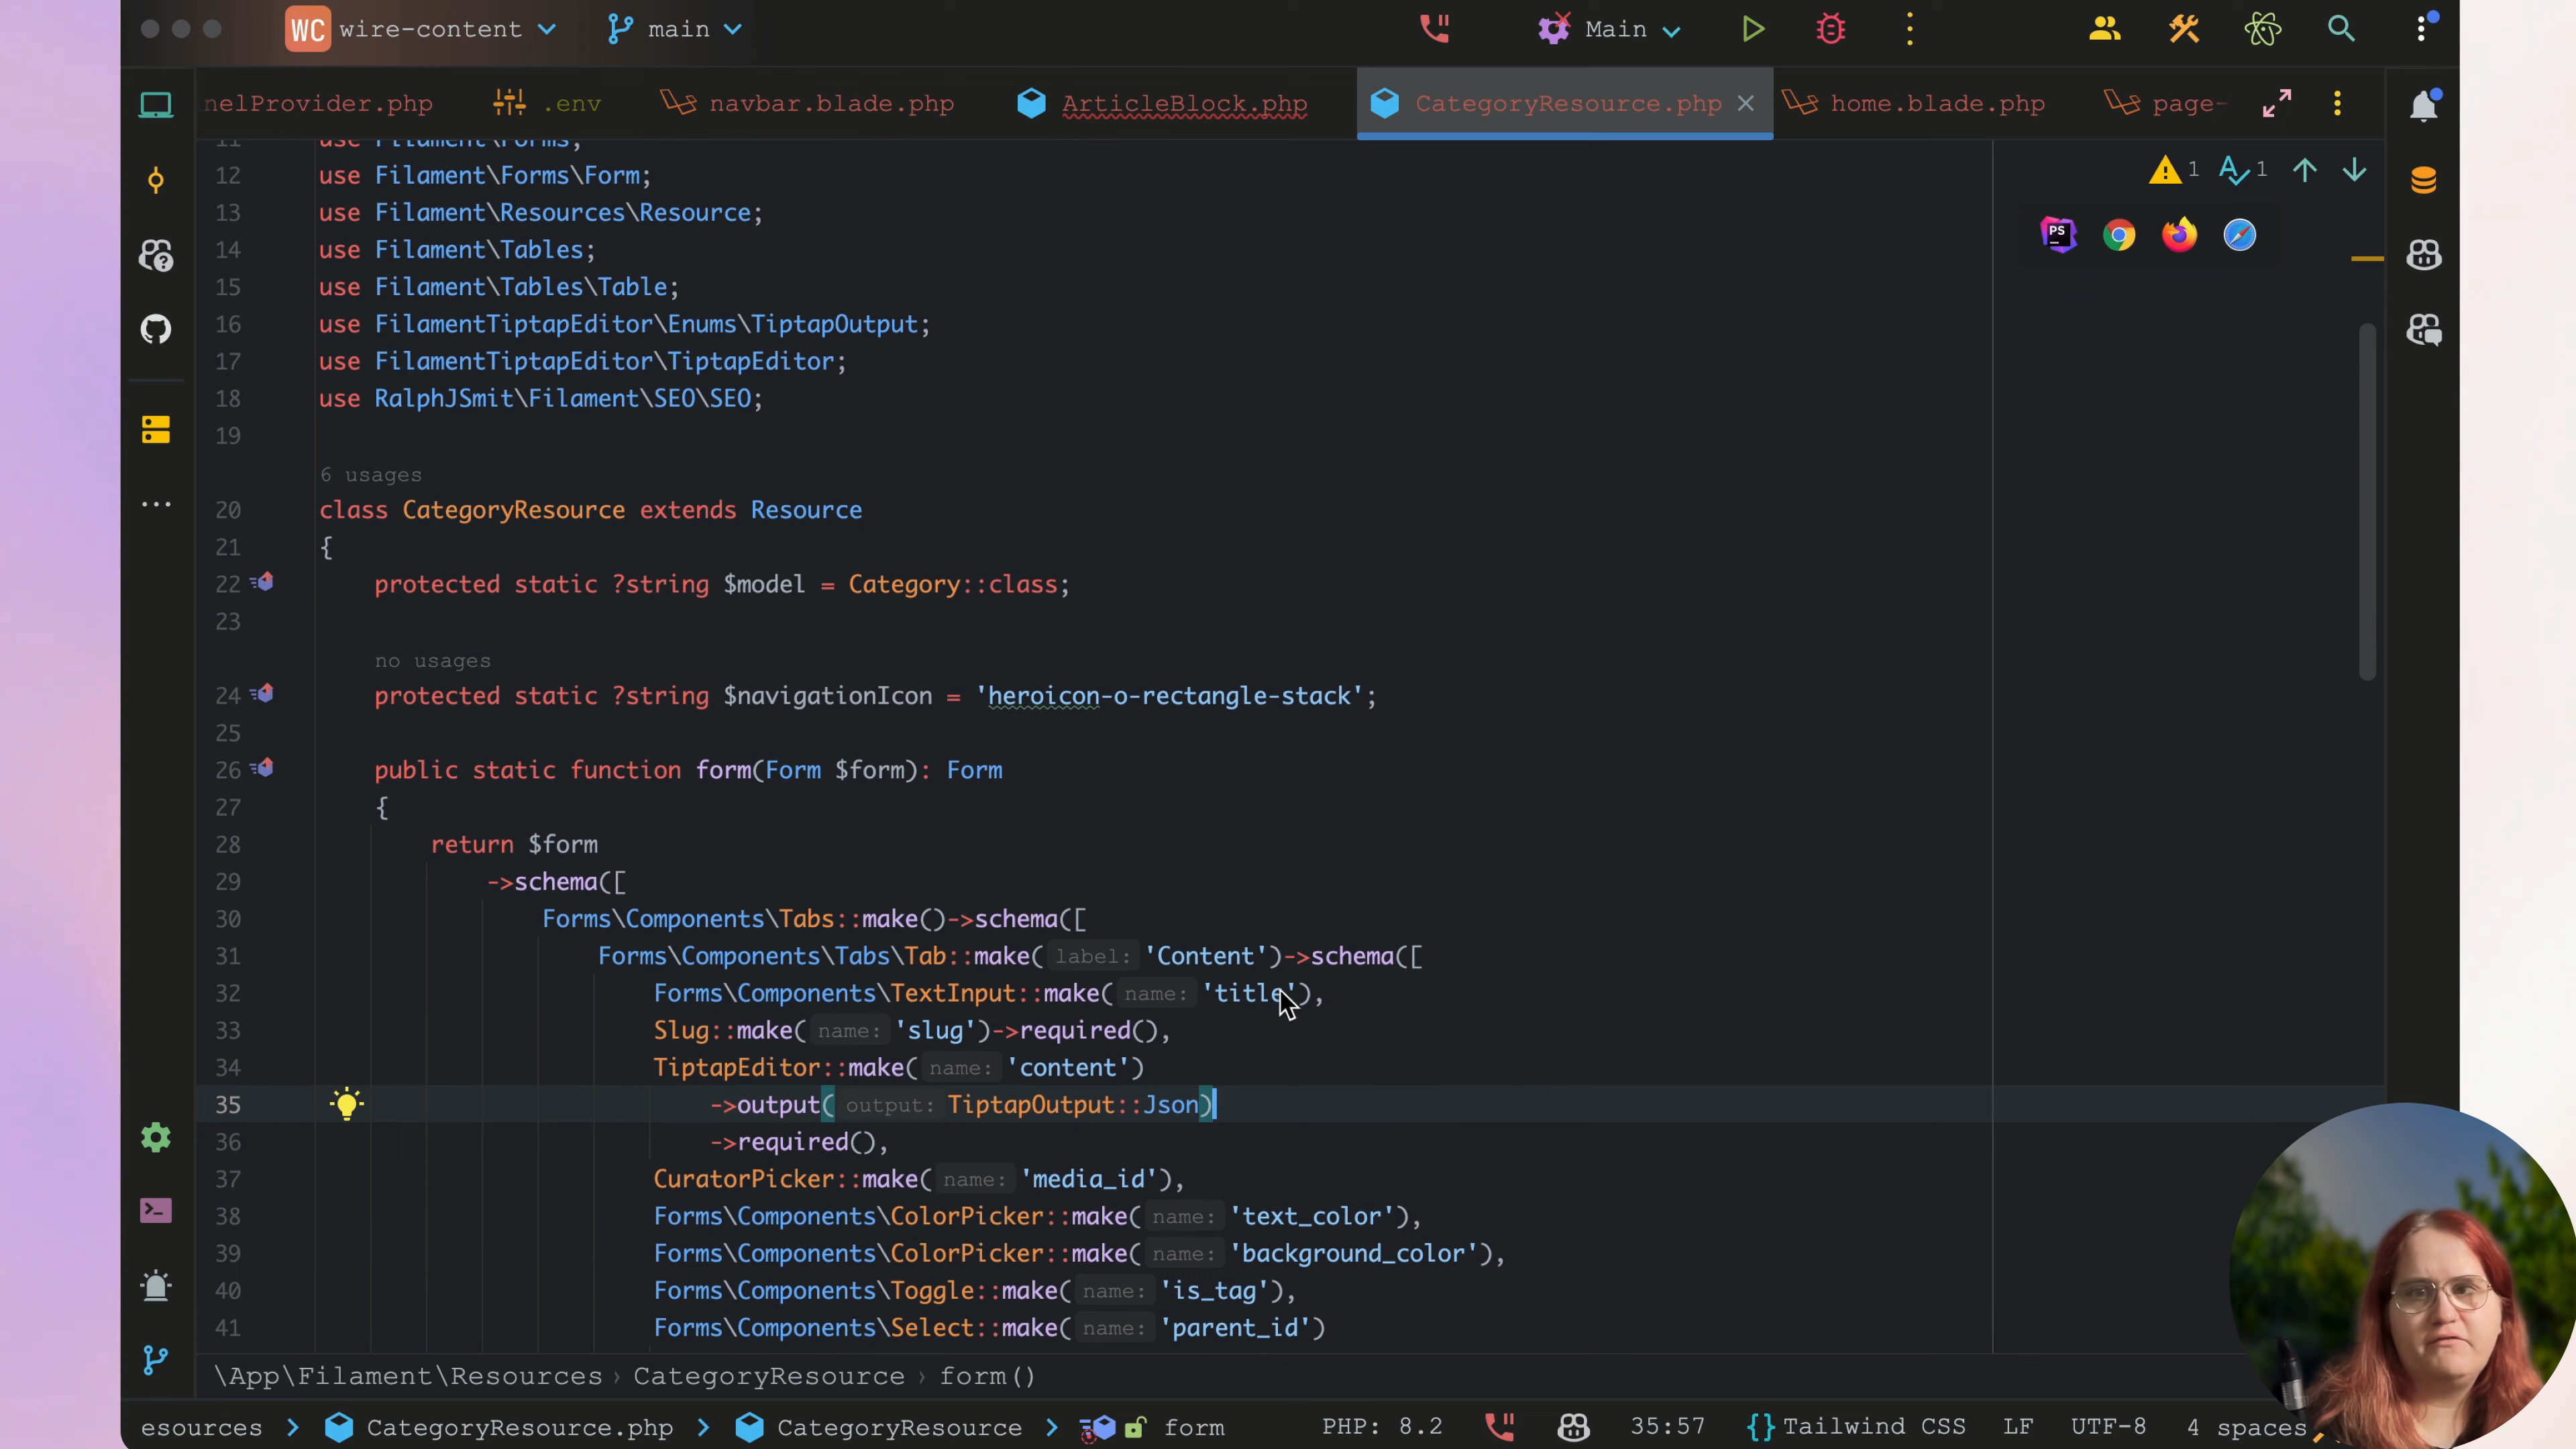 WC wire-content main Main
nelProvider.php .env navbar.blade.php ArticleBlock.php CategoryResource.php home.blade.php page-
11 use Filament\Forms;
12 use Filament\Forms\Form;
13 use Filament\Resources\Resource;
14 use Filament\Tables;
15 use Filament\Tables\Table;
16 use FilamentTiptapEditor\Enums\TiptapOutput;
17 use FilamentTiptapEditor\TiptapEditor;
18 use RalphJSmit\Filament\SEO\SEO;
19
1 1
PS
6 usages
20 class CategoryResource extends Resource
21 {
22 protected static ?string $model = Category::class;
23
no usages
24 protected static ?string $navigationIcon = 'heroicon-o-rectangle-stack';
25
26 public static function form(Form $form): Form
27 {
28 return $form
29 ->schema([
30 Forms\Components\Tabs::make()->schema([
31 Forms\Components\Tabs\Tab::make( label: 'Content')->schema([
32 Forms\Components\TextInput::make( name: 'title'),
33 Slug::make( name: 'slug')->required(),
34 TiptapEditor::make( name: 'content')
35 ->output( output: TiptapOutput::Json)
36 ->required(),
37 CuratorPicker::make( name: 'media_id'),
38 Forms\Components\ColorPicker::make( name: 'text_color'),
39 Forms\Components\ColorPicker::make( name: 'background_color'),
40 Forms\Components\Toggle::make( name: 'is_tag'),
41 Forms\Components\Select::make( name: 'parent_id')
\App\Filament\Resources › CategoryResource › form()
esources › CategoryResource.php › CategoryResource › form PHP: 8.2 35:57 {} Tailwind CSS LF UTF-8 4 spaces